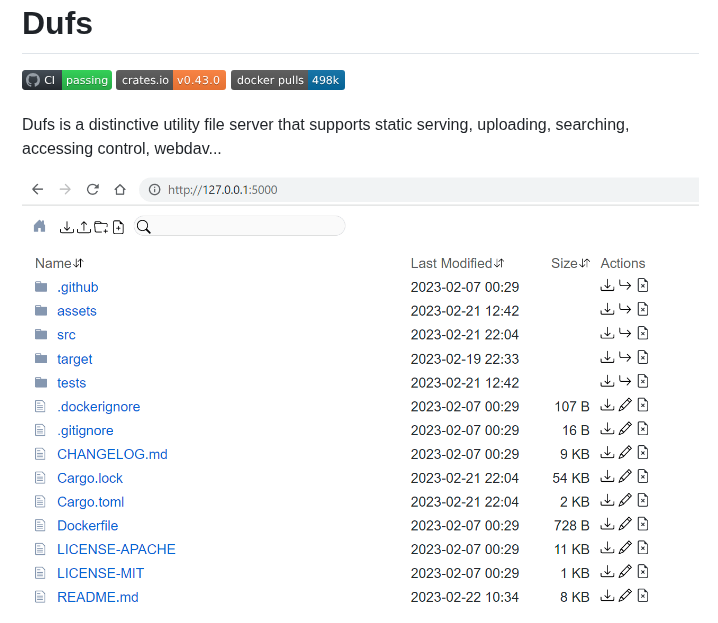 Dufs
CI passing crates.io v0.43.0 docker pulls 498k
Dufs is a distinctive utility file server that supports static serving, uploading, searching,
accessing control, webdav...
http://127.0.0.1:5000
Name Last Modified Size Actions
.github 2023-02-07 00:29
assets 2023-02-21 12:42
src 2023-02-21 22:04
target 2023-02-19 22:33
tests 2023-02-21 12:42
.dockerignore 2023-02-07 00:29 107 B
.gitignore 2023-02-07 00:29 16 B
CHANGELOG.md 2023-02-07 00:29 9 KB
Cargo.lock 2023-02-21 22:04 54 KB
Cargo.toml 2023-02-21 22:04 2 KB
Dockerfile 2023-02-07 00:29 728 B
LICENSE-APACHE 2023-02-07 00:29 11 KB
LICENSE-MIT 2023-02-07 00:29 1 KB
README.md 2023-02-22 10:34 8 KB